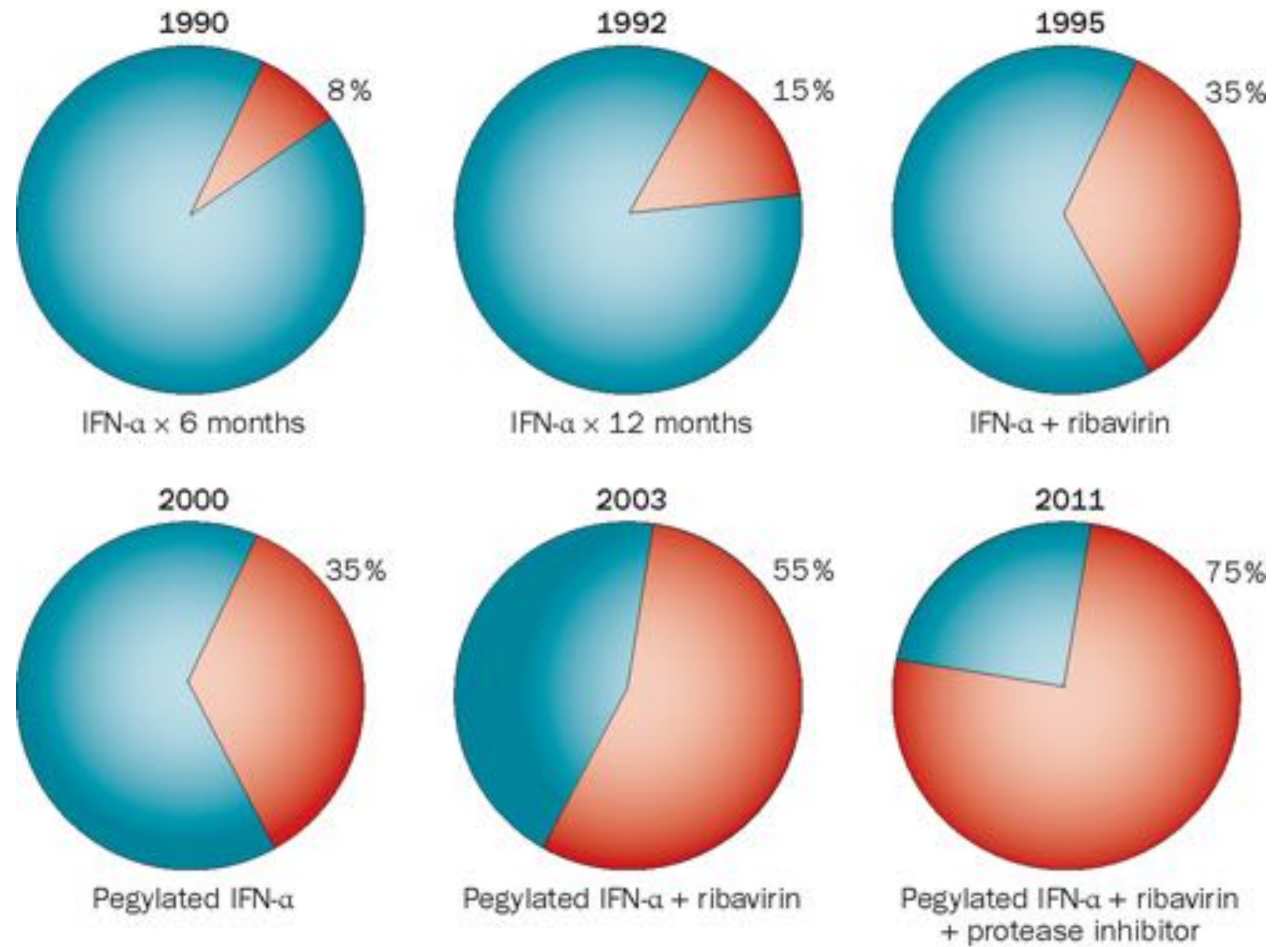 1990
8%
IFN-α × 6 months
1992
15%
IFN-α × 12 months
1995
35%
IFN-α + ribavirin
2000
35%
Pegylated IFN-α
2003
55%
Pegylated IFN-α + ribavirin
2011
75%
Pegylated IFN-α + ribavirin
+ protease inhibitor